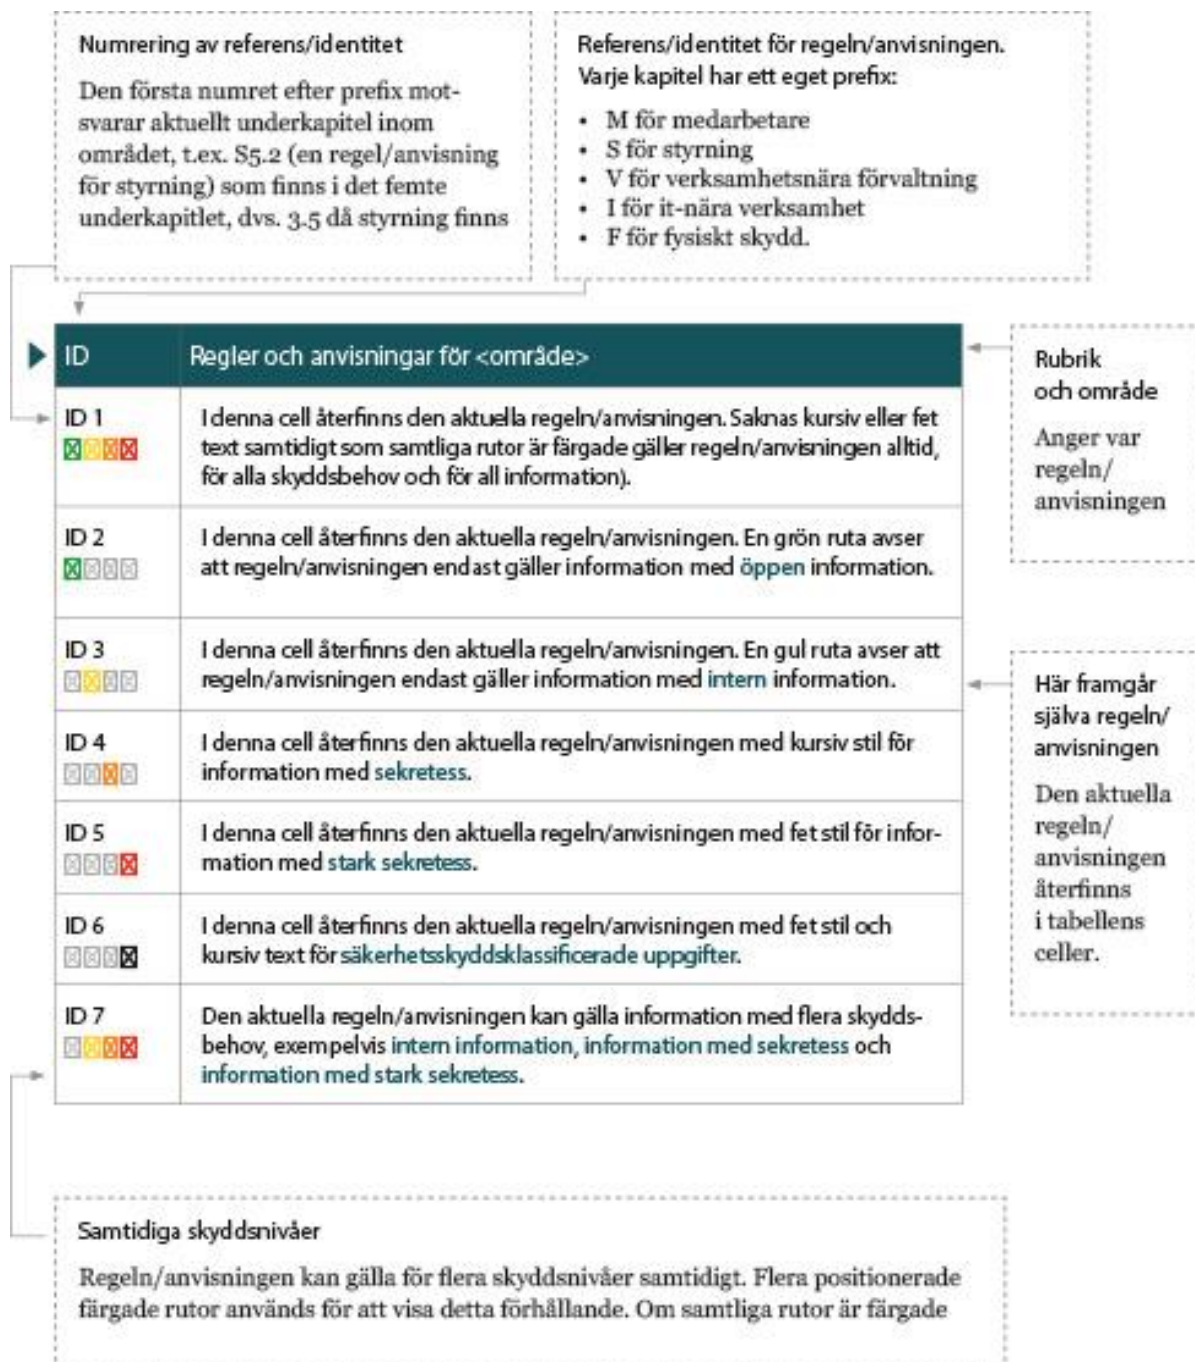 Numrering av referens/identitet
Den första numret efter prefix mot-
svarar aktuellt underkapitel inom
området, t.ex. S5.2 (en regel/anvisning
för styrning) som finns i det femte
underkapitlet, dvs. 3.5 då styrning finns
Referens/identitet för regeln/anvisningen.
Varje kapitel har ett eget prefix:
• M för medarbetare
• S för styrning
• V för verksamhetsnära förvaltning
• I för it-nära verksamhet
• F för fysiskt skydd.
ID
Regler och anvisningar för <område>
ID 1
I denna cell återfinns den aktuella regeln/anvisningen. Saknas kursiv eller fet
text samtidigt som samtliga rutor är färgade gäller regeln/anvisningen alltid,
för alla skyddsbehov och för all information).
ID 2
I denna cell återfinns den aktuella regeln/anvisningen. En grön ruta avser
att regeln/anvisningen endast gäller information med öppen information.
ID 3
I denna cell återfinns den aktuella regeln/anvisningen. En gul ruta avser att
regeln/anvisningen endast gäller information med intern information.
ID 4
I denna cell återfinns den aktuella regeln/anvisningen med kursiv stil för
information med sekretess.
ID 5
I denna cell återfinns den aktuella regeln/anvisningen med fet stil för infor-
mation med stark sekretess.
ID 6
I denna cell återfinns den aktuella regeln/anvisningen med fet stil och
kursiv text för säkerhetsskyddsklassificerade uppgifter.
ID 7
Den aktuella regeln/anvisningen kan gälla information med flera skydds-
behov, exempelvis intern information, information med sekretess och
information med stark sekretess.
Rubrik
och område
Anger var
regeln/
anvisningen
Här framgår
själva regeln/
anvisningen
Den aktuella
regeln/
anvisningen
återfinns
i tabellens
celler.
Samtidiga skyddsnivåer
Regeln/anvisningen kan gälla för flera skyddsnivåer samtidigt. Flera positionerade
färgade rutor används för att visa detta förhållande. Om samtliga rutor är färgade